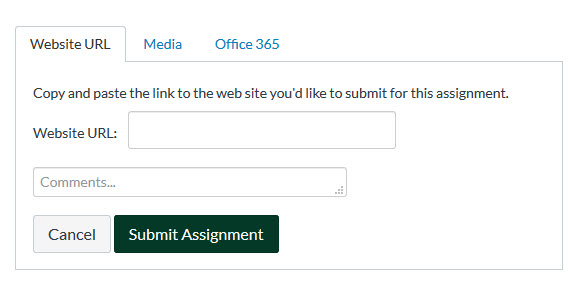 Website URL Media Office 365
Copy and paste the link to the web site you'd like to submit for this assignment.
Website URL:
Comments...
Cancel Submit Assignment